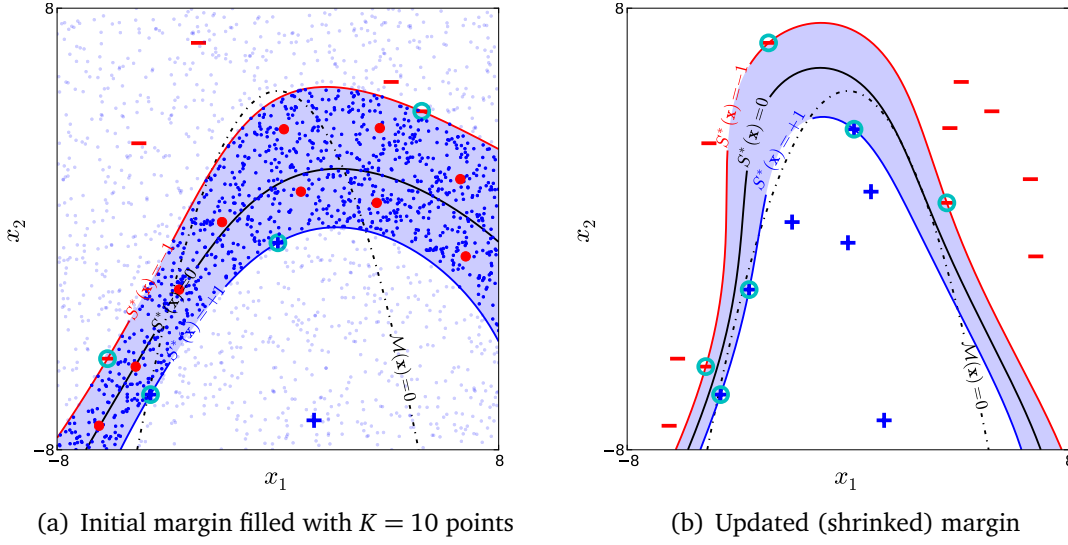 8
x₂
S*(x)=−1
S*(x)=0
S*(x)=+1
M(x)=0
−8
−8
8
x₁
(a) Initial margin filled with K = 10 points
8
x₂
S*(x)=−1
S*(x)=0
S*(x)=+1
M(x)=0
−8
−8
8
x₁
(b) Updated (shrinked) margin